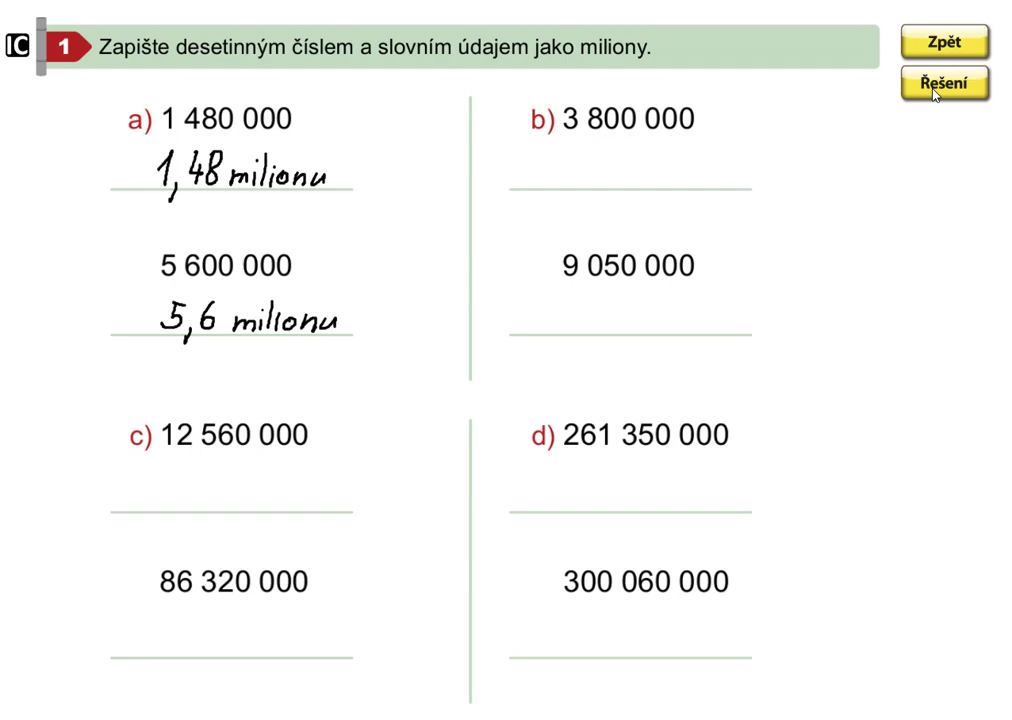 IC
1 Zapište desetinným číslem a slovním údajem jako miliony.
Zpět
Řešení
a) 1 480 000
1,48 milionu
5 600 000
5,6 milionu
b) 3 800 000
9 050 000
c) 12 560 000
86 320 000
d) 261 350 000
300 060 000